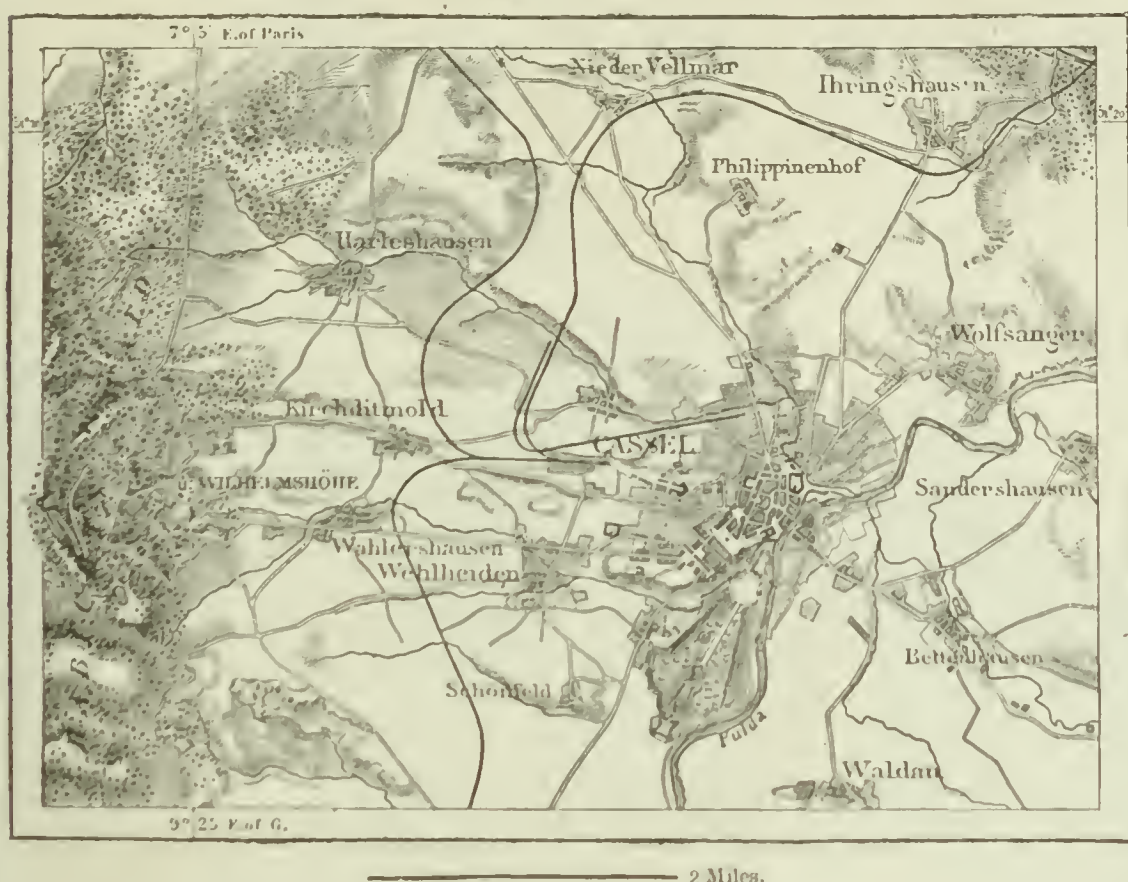 7° 5' E.of Paris
Nieder Vellmar
Ihringshausen
Philippinenhof
Harleshausen
Wolfsanger
Kirchditmold
CASSEL
WILHELMSHÖHE
Sandershausen
Wahlershausen
Wehlheiden
Bettenhausen
Schönfeld
Fulda
Waldau
9° 25 E of G.
2 Miles.